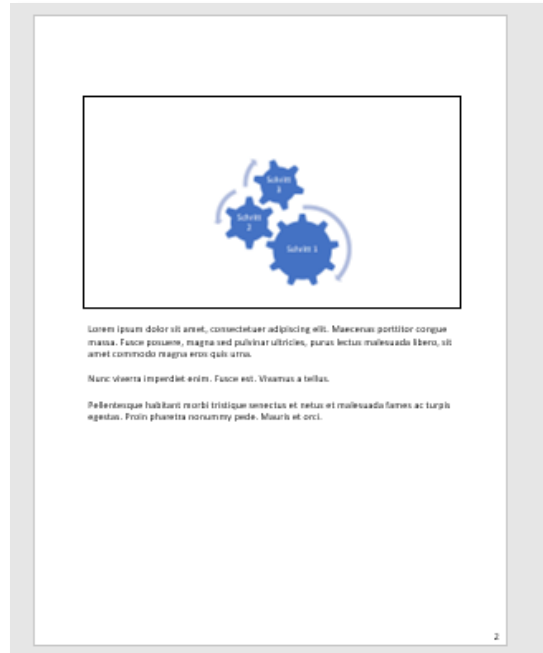 Schritt
3
Schritt
2
Schritt 1
Lorem ipsum dolor sit amet, consectetuer adipiscing elit. Maecenas porttitor congue
massa. Fusce posuere, magna sed pulvinar ultricies, purus lectus malesuada libero, sit
amet commodo magna eros quis urna.
Nunc viverra imperdiet enim. Fusce est. Vivamus a tellus.
Pellentesque habitant morbi tristique senectus et netus et malesuada fames ac turpis
egestas. Proin pharetra nonummy pede. Mauris et orci.
2